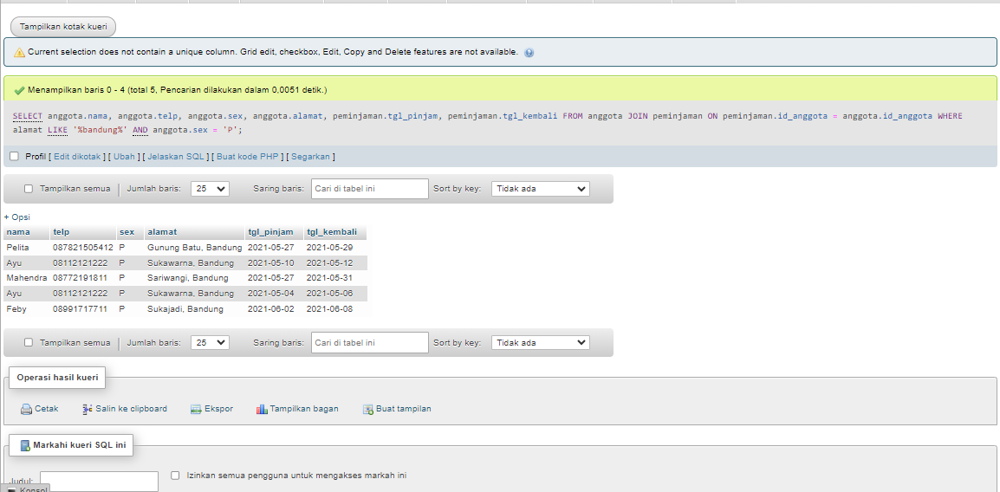 Tampilkan kotak kueri
Current selection does not contain a unique column. Grid edit, checkbox, Edit, Copy and Delete features are not available.
Menampilkan baris 0 - 4 (total 5, Pencarian dilakukan dalam 0,0051 detik.)
SELECT anggota.nama, anggota.telp, anggota.sex, anggota.alamat, peminjaman.tgl_pinjam, peminjaman.tgl_kembali FROM anggota JOIN peminjaman ON peminjaman.id_anggota = anggota.id_anggota WHERE
alamat LIKE '%bandung%' AND anggota.sex = 'P';
Profil [ Edit dikotak ] [ Ubah ] [ Jelaskan SQL ] [ Buat kode PHP ] [ Segarkan ]
Tampilkan semua Jumlah baris: 25 Saring baris: Cari di tabel ini Sort by key: Tidak ada
+ Opsi
nama telp sex alamat tgl_pinjam tgl_kembali
Pelita 087821505412 P Gunung Batu, Bandung 2021-05-27 2021-05-29
Ayu 08112121222 P Sukawarna, Bandung 2021-05-10 2021-05-12
Mahendra 08772191811 P Sariwangi, Bandung 2021-05-27 2021-05-31
Ayu 08112121222 P Sukawarna, Bandung 2021-05-04 2021-05-06
Feby 08991717711 P Sukajadi, Bandung 2021-06-02 2021-06-08
Tampilkan semua Jumlah baris: 25 Saring baris: Cari di tabel ini Sort by key: Tidak ada
Operasi hasil kueri
Cetak Salin ke clipboard Ekspor Tampilkan bagan Buat tampilan
Markahi kueri SQL ini
Judul: Izinkan semua pengguna untuk mengakses markah ini
Konsol